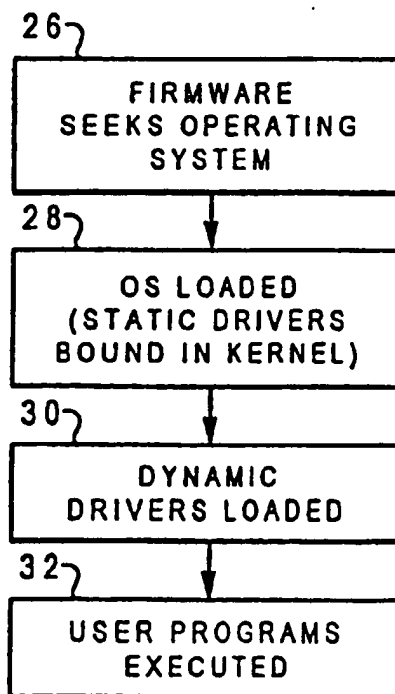 26
FIRMWARE
SEEKS OPERATING
SYSTEM
28
OS LOADED
(STATIC DRIVERS
BOUND IN KERNEL)
30
DYNAMIC
DRIVERS LOADED
32
USER PROGRAMS
EXECUTED